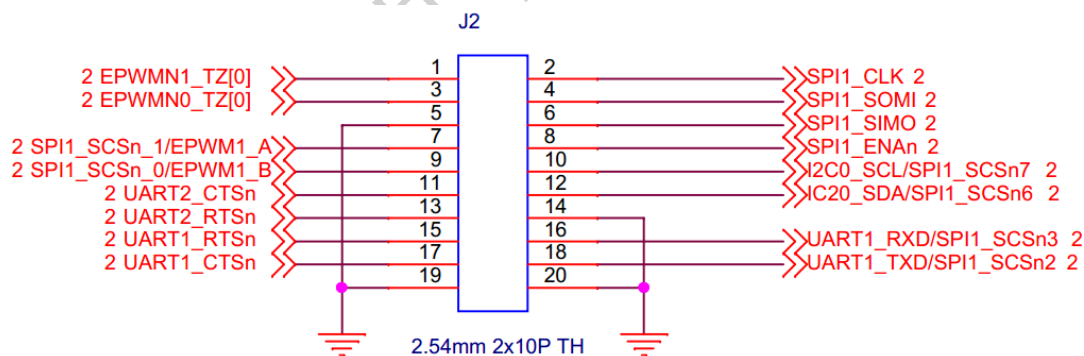 J2
2 EPWMN1_TZ[0] 1 2 SPI1_CLK 2
2 EPWMN0_TZ[0] 3 4 SPI1_SOMI 2
5 6 SPI1_SIMO 2
2 SPI1_SCSn_1/EPWM1_A 7 8 SPI1_ENAn 2
2 SPI1_SCSn_0/EPWM1_B 9 10 I2C0_SCL/SPI1_SCSn7 2
2 UART2_CTSn 11 12 IC20_SDA/SPI1_SCSn6 2
2 UART2_RTSn 13 14
2 UART1_RTSn 15 16 UART1_RXD/SPI1_SCSn3 2
2 UART1_CTSn 17 18 UART1_TXD/SPI1_SCSn2 2
19 20
2.54mm 2x10P TH